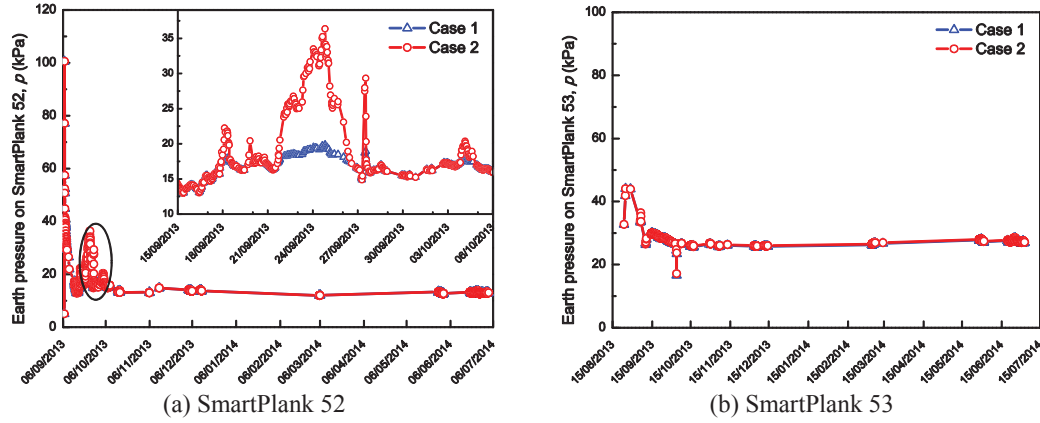 Earth pressure on SmartPlank 52, p (kPa)
120
100
80
60
40
20
0
35
30
25
20
15
10
Case 1
Case 2
15/09/2013 18/09/2013 21/09/2013 24/09/2013 27/09/2013 30/09/2013 03/10/2013 06/10/2013
06/09/2013 06/10/2013 06/11/2013 06/12/2013 06/01/2014 06/02/2014 06/03/2014 06/04/2014 06/05/2014 06/06/2014 06/07/2014
(a) SmartPlank 52
Earth pressure on SmartPlank 53, p (kPa)
100
80
60
40
20
0
Case 1
Case 2
15/08/2013 15/09/2013 15/10/2013 15/11/2013 15/12/2013 15/01/2014 15/02/2014 15/03/2014 15/04/2014 15/05/2014 15/06/2014 15/07/2014
(b) SmartPlank 53